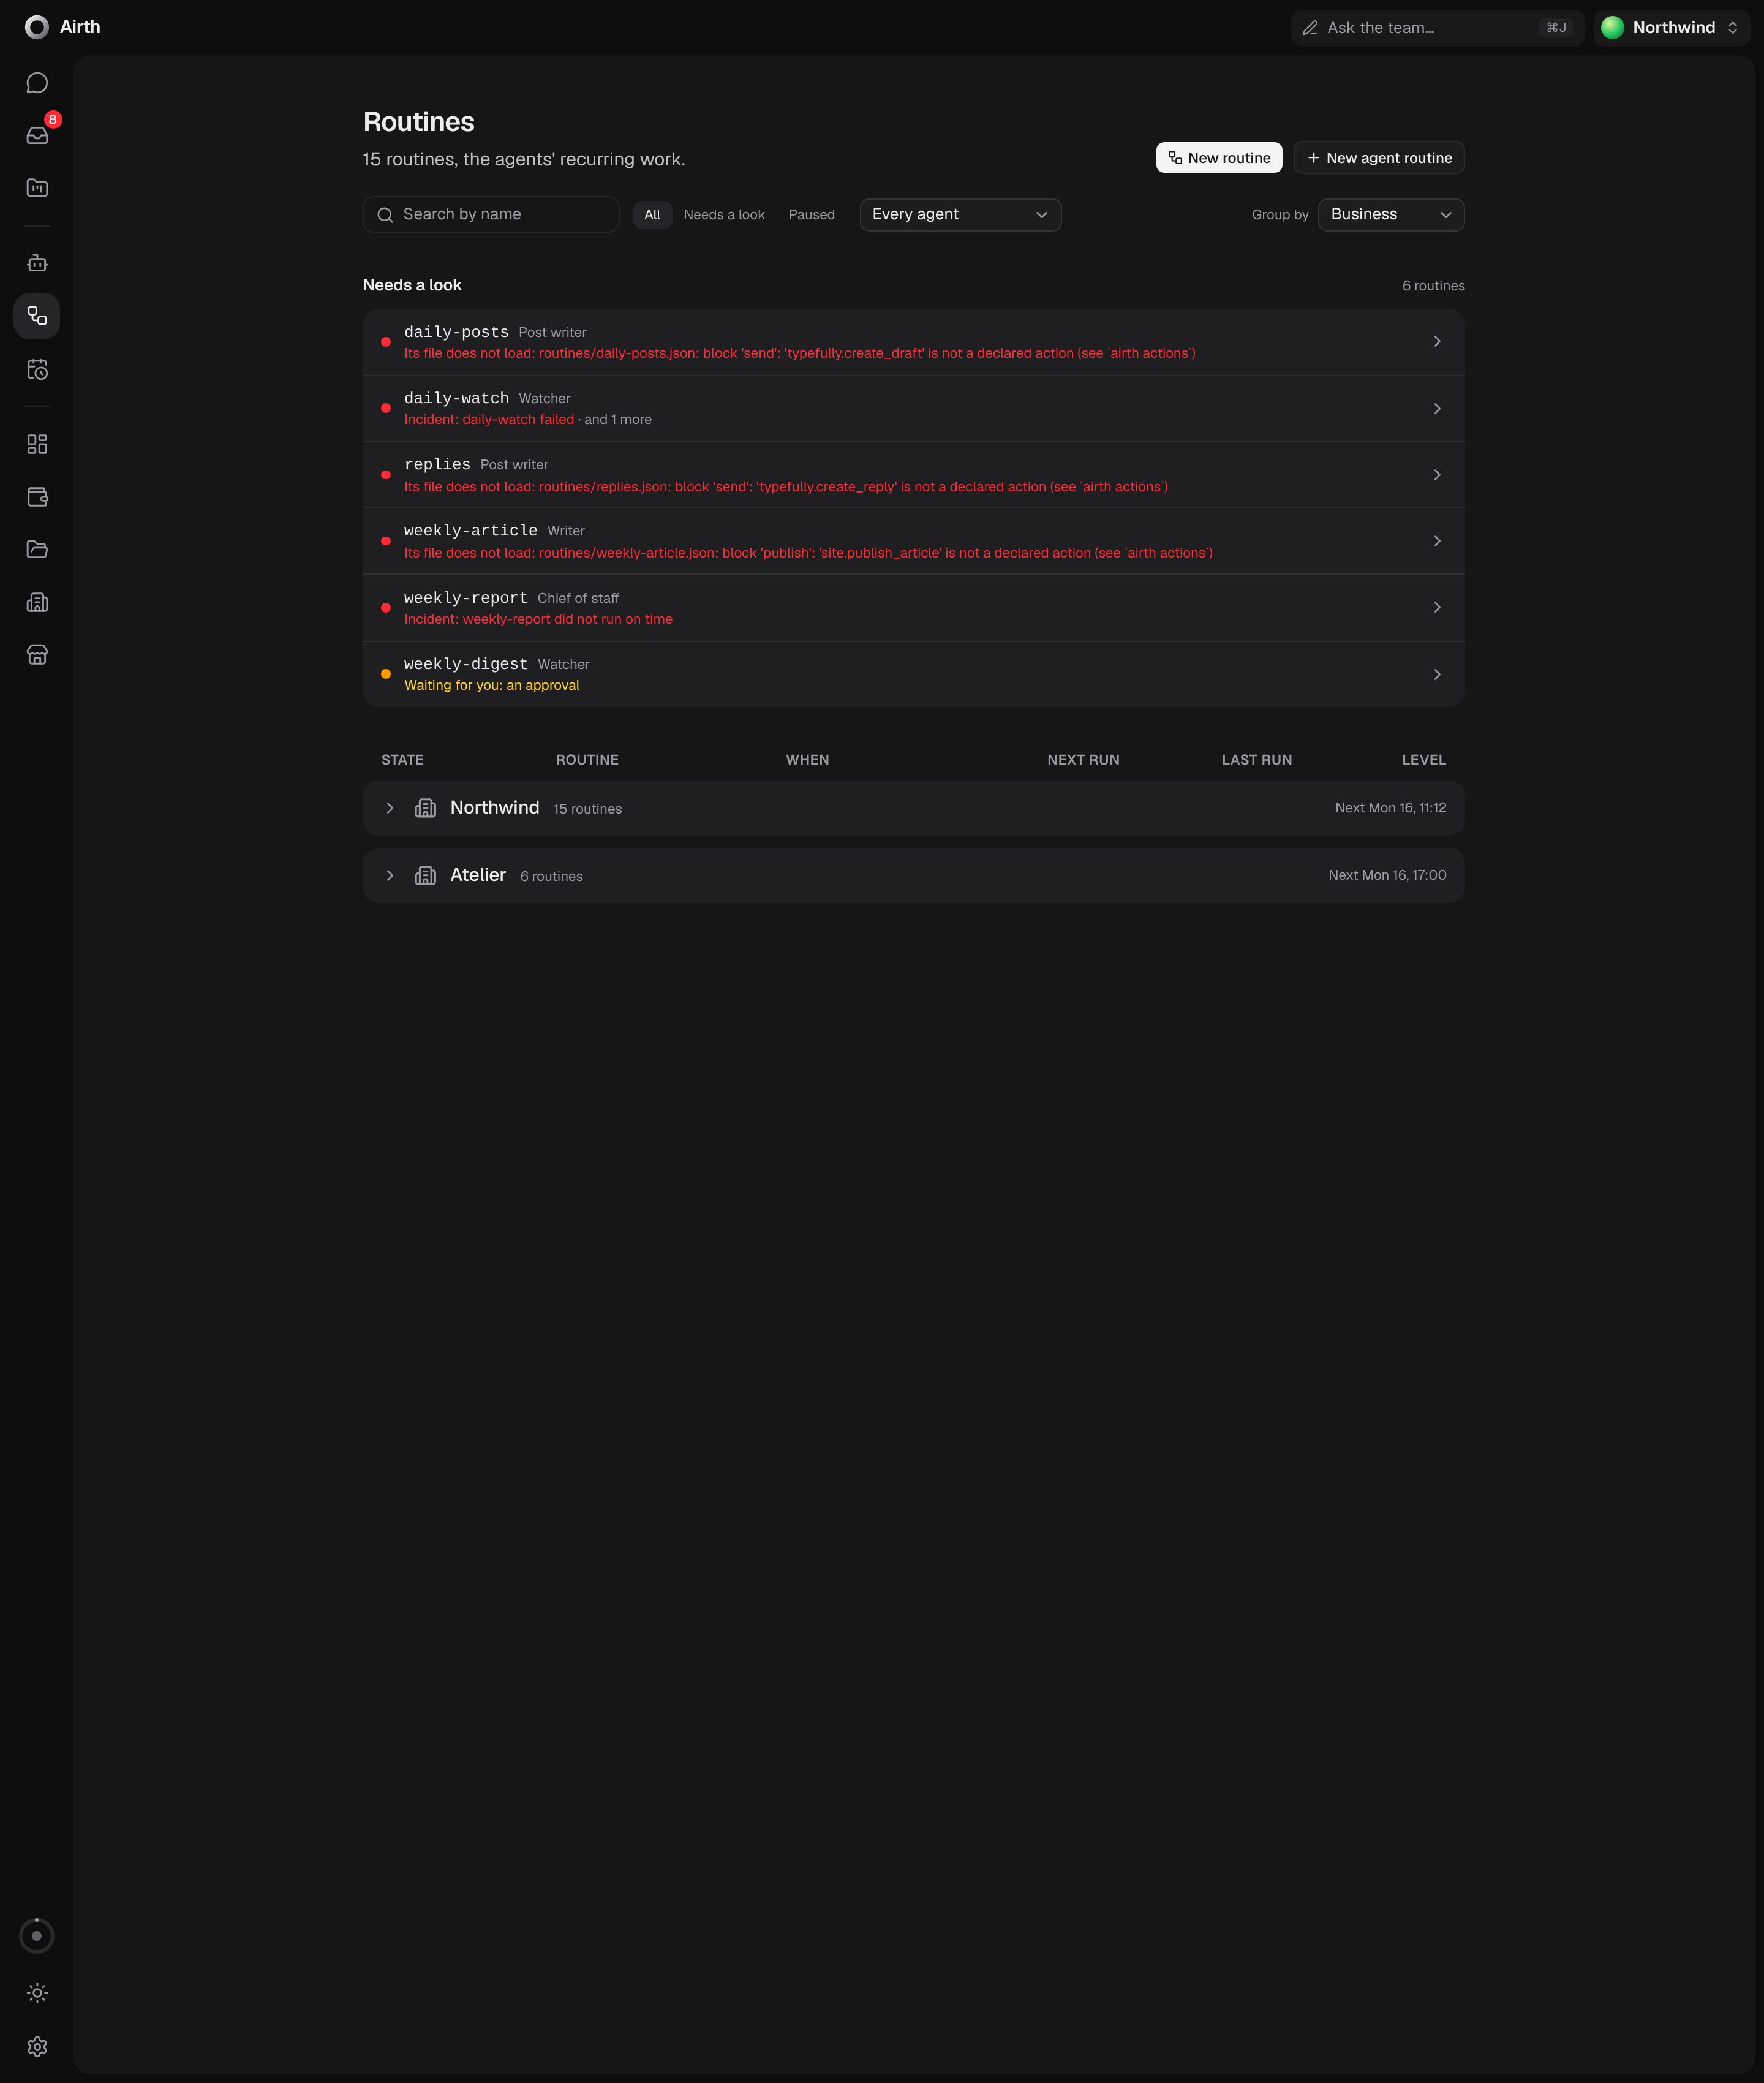 Airth
Ask the team...
⌘J
Northwind
8
Routines
15 routines, the agents' recurring work.
New routine
New agent routine
Search by name
All
Needs a look
Paused
Every agent
Group by
Business
Needs a look
6 routines
daily-posts Post writer
Its file does not load: routines/daily-posts.json: block 'send': 'typefully.create_draft' is not a declared action (see `airth actions`)
daily-watch Watcher
Incident: daily-watch failed · and 1 more
replies Post writer
Its file does not load: routines/replies.json: block 'send': 'typefully.create_reply' is not a declared action (see `airth actions`)
weekly-article Writer
Its file does not load: routines/weekly-article.json: block 'publish': 'site.publish_article' is not a declared action (see `airth actions`)
weekly-report Chief of staff
Incident: weekly-report did not run on time
weekly-digest Watcher
Waiting for you: an approval
STATE ROUTINE WHEN NEXT RUN LAST RUN LEVEL
Northwind 15 routines Next Mon 16, 11:12
Atelier 6 routines Next Mon 16, 17:00